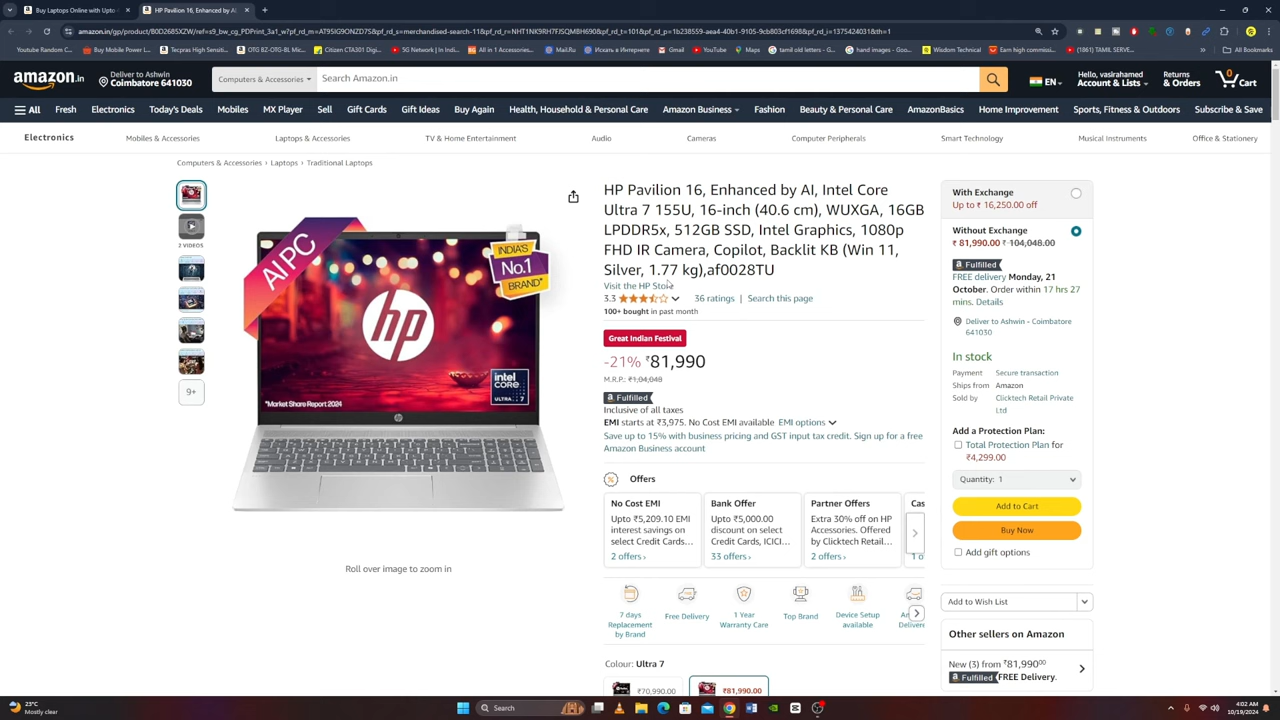 Buy Laptops Online with Upto
HP Pavilion 16, Enhanced by AI
amazon.in/gp/product/B0D2685XZW/ref=s9_bw_cg_PDPrint_3a1_w?pf_rd_m=AT95IG9ONZD7S&pf_rd_s=merchandised-search-11&pf_rd_r=NHT1NK9RH7FJSQMBH690&pf_rd_t=101&pf_rd_p=1b238559-aea4-40b1-9105-9cb803cf1698&pf_rd_i=1375424031&th=1
Youtube Random C...
Buy Mobile Power L...
Tecpras High Sensiti...
OTG BZ-OTG-BL Mic...
Citizen CTA301 Digi...
5G Network | In Indi...
All in 1 Accessories...
Mail.Ru
Искать в Интернете
Gmail
YouTube
Maps
tamil old letters - G...
hand images - Goo...
Wisdom Technical
Earn high commissi...
(1861) TAMIL SERVE...
All Bookmarks
amazon.in
Deliver to Ashwin
Coimbatore 641030
Computers & Accessories
Search Amazon.in
EN
Hello, vasirahamed
Account & Lists
Returns
& Orders
0
Cart
All
Fresh
Electronics
Today's Deals
Mobiles
MX Player
Sell
Gift Cards
Gift Ideas
Buy Again
Health, Household & Personal Care
Amazon Business
Fashion
Beauty & Personal Care
AmazonBasics
Home Improvement
Sports, Fitness & Outdoors
Subscribe & Save
Electronics
Mobiles & Accessories
Laptops & Accessories
TV & Home Entertainment
Audio
Cameras
Computer Peripherals
Smart Technology
Musical Instruments
Office & Stationery
Computers & Accessories › Laptops › Traditional Laptops
2 VIDEOS
9+
AI PC
INDIA'S
No.1
BRAND*
hp
intel
CORE
ULTRA 7
*Market Share Report 2024
hp
Roll over image to zoom in
HP Pavilion 16, Enhanced by AI, Intel Core
Ultra 7 155U, 16-inch (40.6 cm), WUXGA, 16GB
LPDDR5x, 512GB SSD, Intel Graphics, 1080p
FHD IR Camera, Copilot, Backlit KB (Win 11,
Silver, 1.77 kg),af0028TU
Visit the HP Store
3.3
36 ratings | Search this page
100+ bought in past month
Great Indian Festival
-21% ₹81,990
M.R.P.: ₹1,04,048
a Fulfilled
Inclusive of all taxes
EMI starts at ₹3,975. No Cost EMI available EMI options
Save up to 15% with business pricing and GST input tax credit. Sign up for a free
Amazon Business account
Offers
No Cost EMI
Upto ₹5,209.10 EMI
interest savings on
select Credit Cards...
2 offers ›
Bank Offer
Upto ₹5,000.00
discount on select
Credit Cards, ICICI...
33 offers ›
Partner Offers
Extra 30% off on HP
Accessories. Offered
by Clicktech Retail...
2 offers ›
Cas
1 o
7 days
Replacement
by Brand
Free Delivery
1 Year
Warranty Care
Top Brand
Device Setup
available
Delivere
Colour: Ultra 7
₹70,990.00
₹81,990.00
With Exchange
Up to ₹ 16,250.00 off
Without Exchange
₹ 81,990.00 ₹ 104,048.00
a Fulfilled
FREE delivery Monday, 21
October. Order within 17 hrs 27
mins. Details
Deliver to Ashwin - Coimbatore
641030
In stock
Payment Secure transaction
Ships from Amazon
Sold by Clicktech Retail Private
Ltd
Add a Protection Plan:
Total Protection Plan for
₹4,299.00
Quantity: 1
Add to Cart
Buy Now
Add gift options
Add to Wish List
Other sellers on Amazon
New (3) from ₹81,990⁰⁰
a Fulfilled FREE Delivery.
23°C
Mostly clear
Search
4:02 AM
10/19/2024